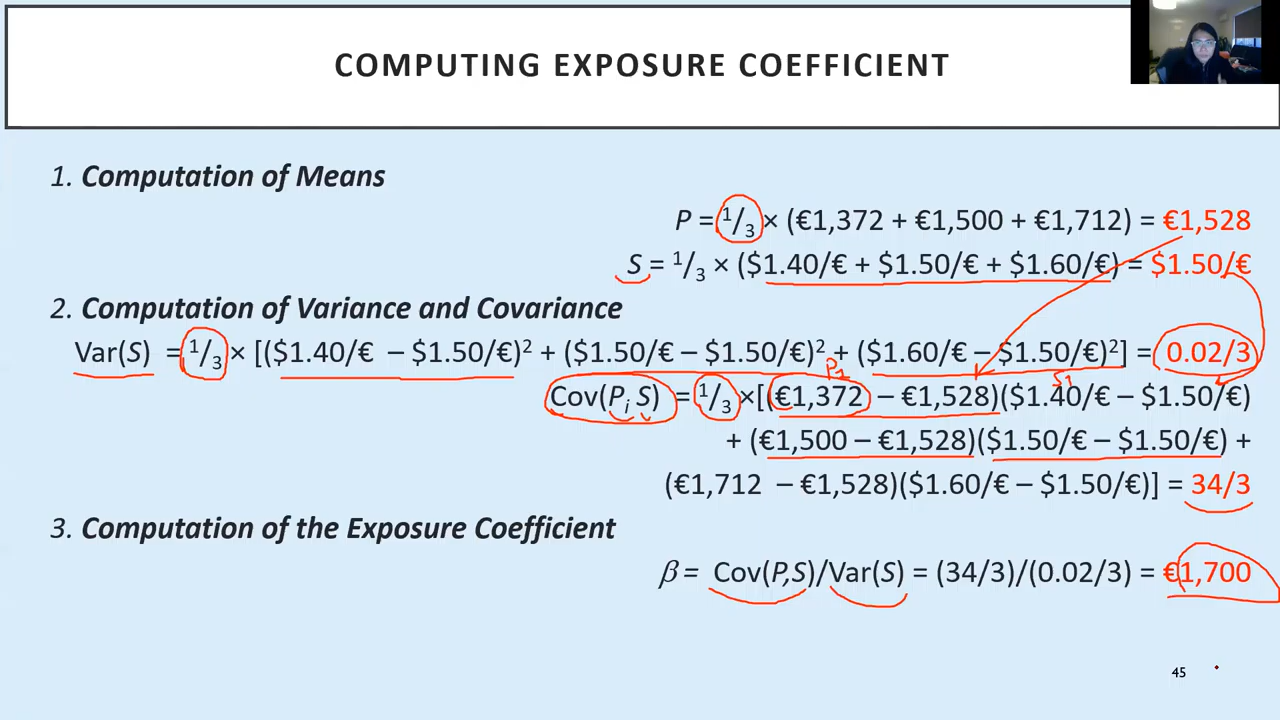 COMPUTING EXPOSURE COEFFICIENT
1. Computation of Means
P = 1/3 × (€1,372 + €1,500 + €1,712) = €1,528
S = 1/3 × ($1.40/€ + $1.50/€ + $1.60/€) = $1.50/€
2. Computation of Variance and Covariance
Var(S) = 1/3 × [($1.40/€ – $1.50/€)² + ($1.50/€ – $1.50/€)² + ($1.60/€ – $1.50/€)²] = 0.02/3
P1
S1
Cov(Pᵢ S) = 1/3 ×[(€1,372 – €1,528)($1.40/€ – $1.50/€)
+ (€1,500 – €1,528)($1.50/€ – $1.50/€) +
(€1,712 – €1,528)($1.60/€ – $1.50/€)] = 34/3
3. Computation of the Exposure Coefficient
β = Cov(P,S)/Var(S) = (34/3)/(0.02/3) = €1,700
45